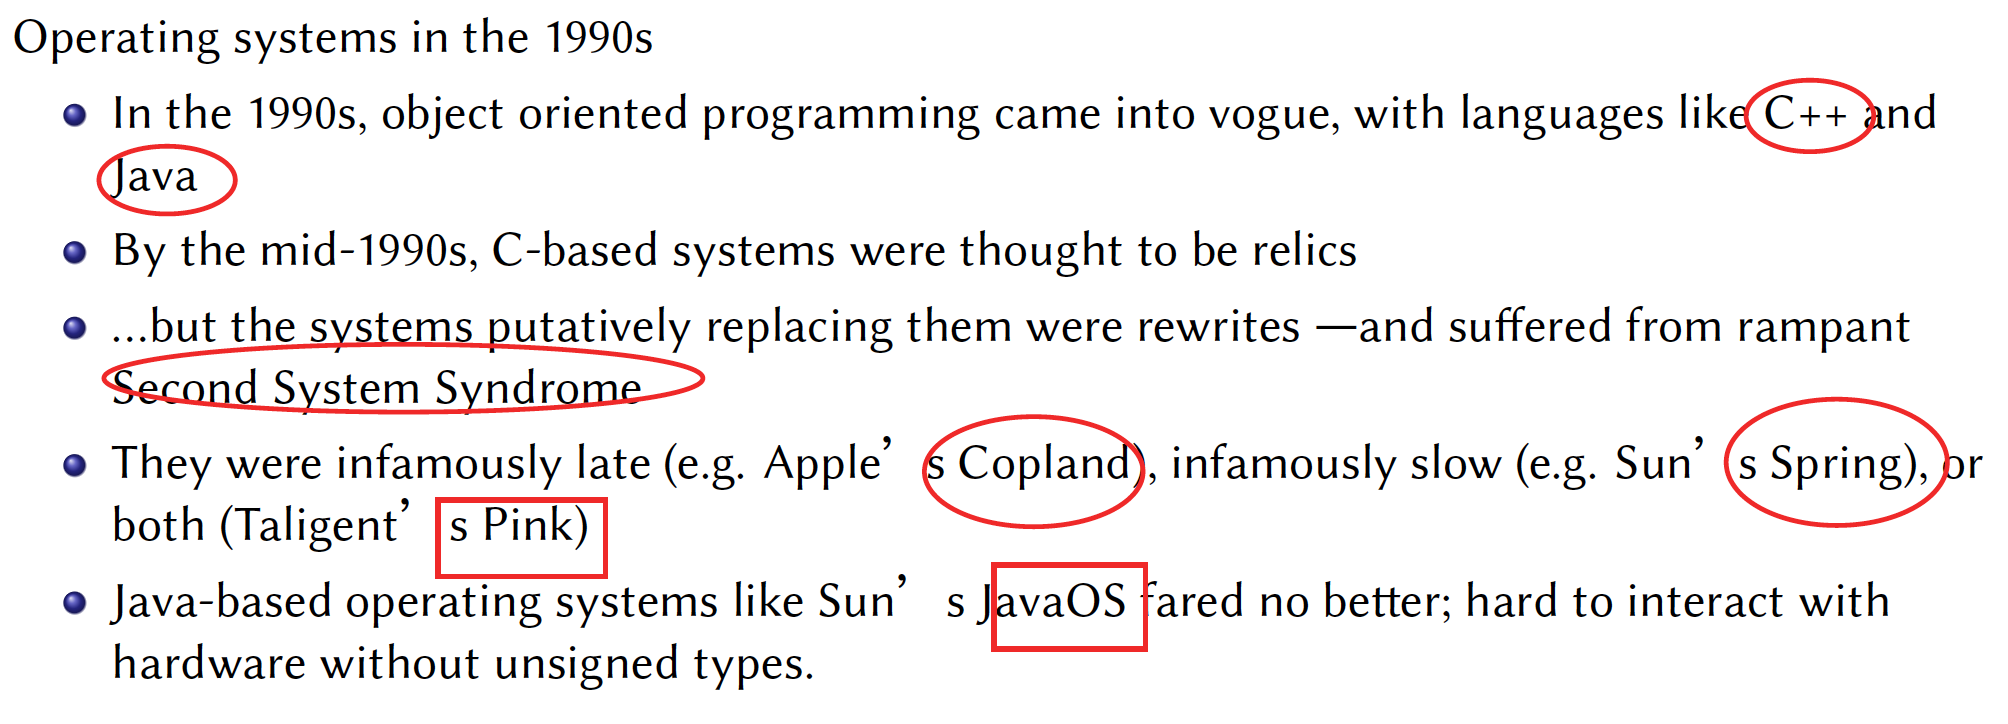 Operating systems in the 1990s
In the 1990s, object oriented programming came into vogue, with languages like C++ and
Java
By the mid-1990s, C-based systems were thought to be relics
...but the systems putatively replacing them were rewrites —and suffered from rampant
Second System Syndrome
They were infamously late (e.g. Apple’ s Copland), infamously slow (e.g. Sun’ s Spring), or
both (Taligent’ s Pink)
Java-based operating systems like Sun’ s JavaOS fared no better; hard to interact with
hardware without unsigned types.